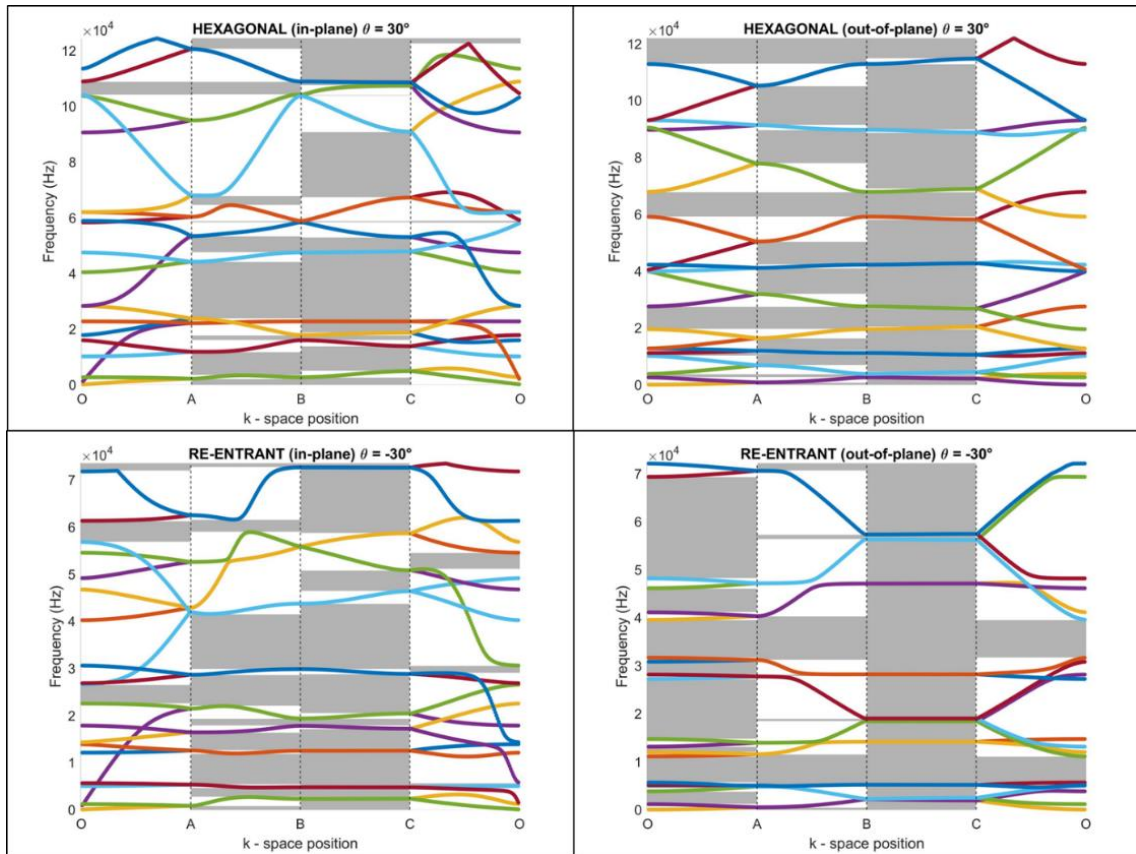 HEXAGONAL (in-plane) θ = 30°
×10⁴
12
10
8
6
4
2
0
Frequency (Hz)
O A B C O
k - space position
HEXAGONAL (out-of-plane) θ = 30°
×10⁴
12
10
8
6
4
2
0
Frequency (Hz)
O A B C O
k - space position
RE-ENTRANT (in-plane) θ = -30°
×10⁴
7
6
5
4
3
2
1
0
Frequency (Hz)
O A B C O
k - space position
RE-ENTRANT (out-of-plane) θ = -30°
×10⁴
7
6
5
4
3
2
1
0
Frequency (Hz)
O A B C O
k - space position